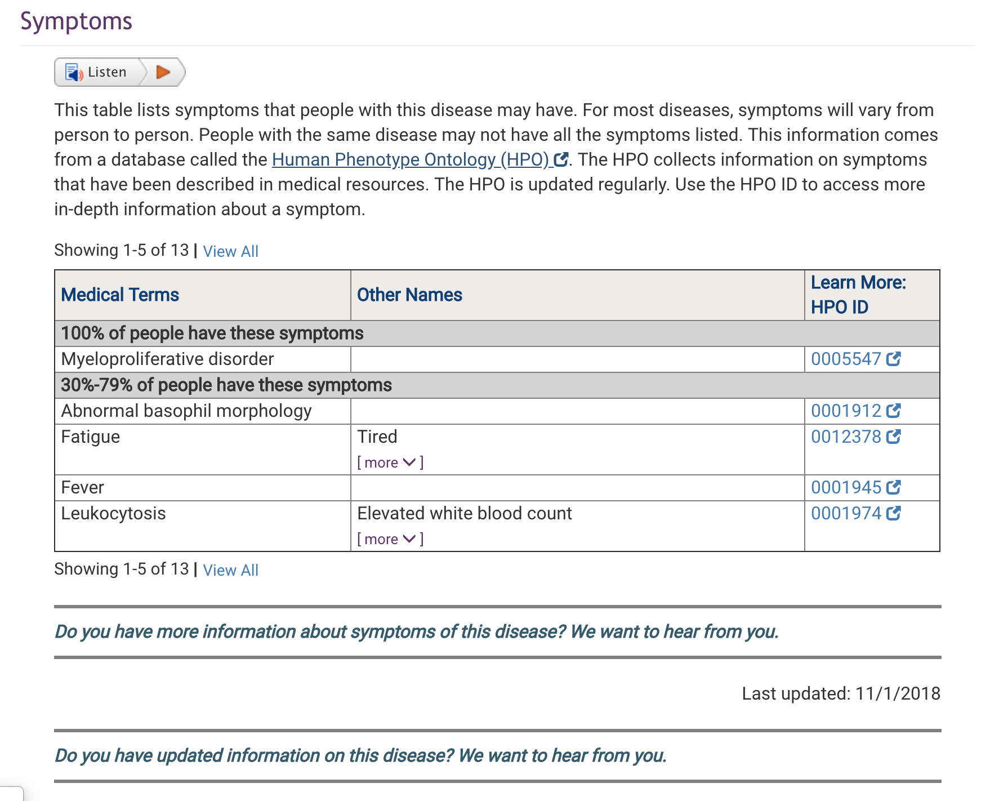 Symptoms
Listen
This table lists symptoms that people with this disease may have. For most diseases, symptoms will vary from
person to person. People with the same disease may not have all the symptoms listed. This information comes
from a database called the Human Phenotype Ontology (HPO). The HPO collects information on symptoms
that have been described in medical resources. The HPO is updated regularly. Use the HPO ID to access more
in-depth information about a symptom.
Showing 1-5 of 13 | View All
Medical Terms Other Names Learn More: HPO ID
100% of people have these symptoms
Myeloproliferative disorder 0005547
30%-79% of people have these symptoms
Abnormal basophil morphology 0001912
Fatigue Tired 0012378
[ more ]
Fever 0001945
Leukocytosis Elevated white blood count 0001974
[ more ]
Showing 1-5 of 13 | View All
Do you have more information about symptoms of this disease? We want to hear from you.
Last updated: 11/1/2018
Do you have updated information on this disease? We want to hear from you.